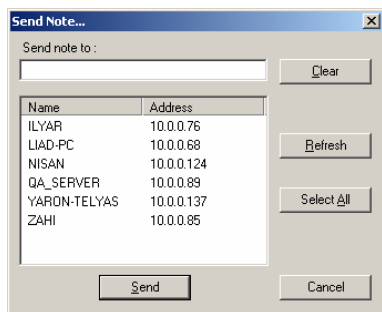 Send Note...
Send note to :
Clear
Name Address
ILYAR 10.0.0.76
LIAD-PC 10.0.0.68
Refresh
NISAN 10.0.0.124
QA_SERVER 10.0.0.89
YARON-TELYAS 10.0.0.137
Select All
ZAHI 10.0.0.85
Send Cancel